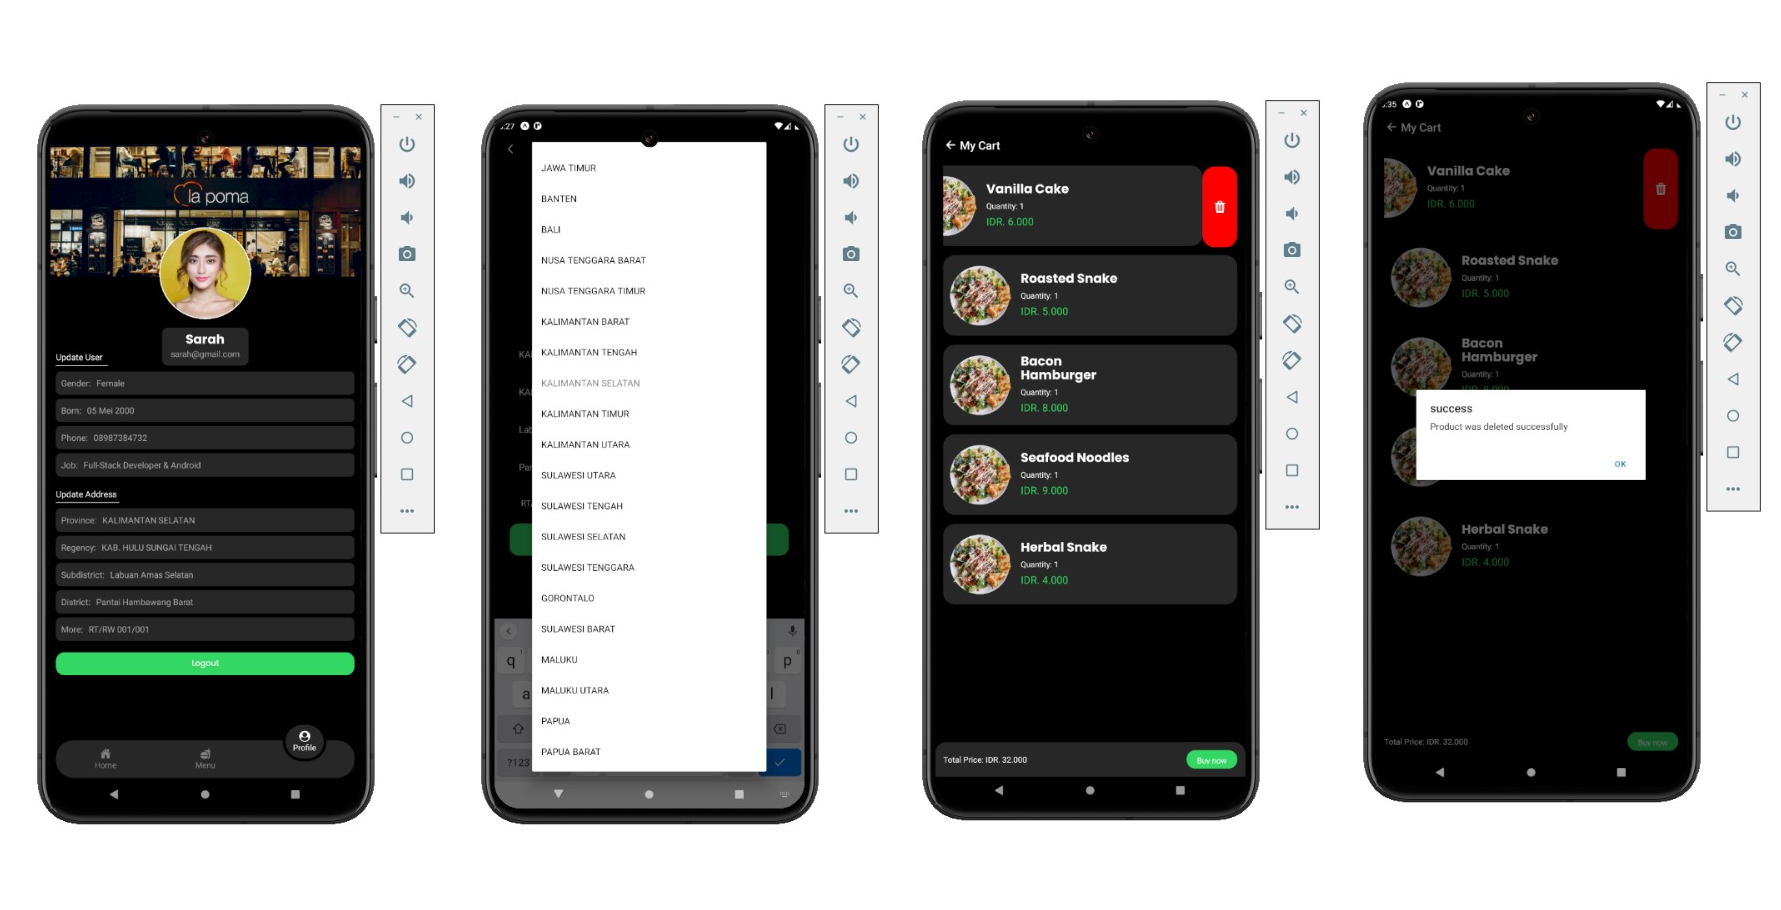 la poma
Sarah
sarah@gmail.com
Update User
Gender: Female
Born: 05 Mei 2000
Phone: 08987384732
Job: Full-Stack Developer & Android
Update Address
Province: KALIMANTAN SELATAN
Regency: KAB. HULU SUNGAI TENGAH
Subdistrict: Labuan Amas Selatan
District: Pantai Hambawang Barat
More: RT/RW 001/001
Logout
Home
Menu
Profile
:27
JAWA TIMUR
BANTEN
BALI
NUSA TENGGARA BARAT
NUSA TENGGARA TIMUR
KALIMANTAN BARAT
KALIMANTAN TENGAH
KALIMANTAN SELATAN
KALIMANTAN TIMUR
KALIMANTAN UTARA
SULAWESI UTARA
SULAWESI TENGAH
SULAWESI SELATAN
SULAWESI TENGGARA
GORONTALO
SULAWESI BARAT
MALUKU
MALUKU UTARA
PAPUA
PAPUA BARAT
KA
KA
Lab
Pan
RT
q
p
a
l
?123
My Cart
Vanilla Cake
Quantity: 1
IDR. 6.000
Roasted Snake
Quantity: 1
IDR. 5.000
Bacon
Hamburger
Quantity: 1
IDR. 8.000
Seafood Noodles
Quantity: 1
IDR. 9.000
Herbal Snake
Quantity: 1
IDR. 4.000
Total Price: IDR. 32.000
Buy now
:35
My Cart
Vanilla Cake
Quantity: 1
IDR. 6.000
Roasted Snake
Quantity: 1
IDR. 5.000
Bacon
Hamburger
Quantity: 1
IDR. 8.000
success
Product was deleted successfully
OK
Herbal Snake
Quantity: 1
IDR. 4.000
Total Price: IDR. 32.000
Buy now